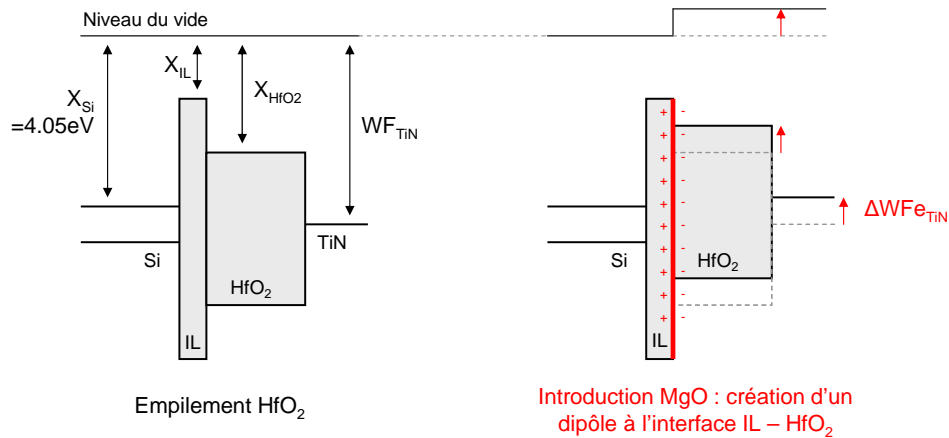 Niveau du vide
X_IL
X_Si
=4.05eV
X_HfO2
WF_TiN
Si
TiN
HfO₂
IL
Empilement HfO₂
+ -
+ -
+ -
+ -
+ -
+ -
+ -
+ -
+ -
+ -
ΔWFe_TiN
Si
HfO₂
IL
Introduction MgO : création d'un
dipôle à l'interface IL – HfO₂